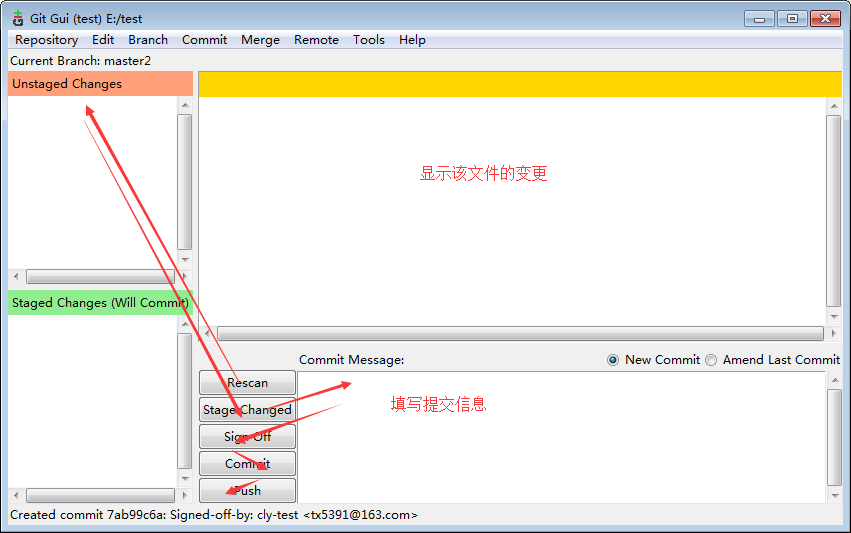 Git Gui (test) E:/test
Repository Edit Branch Commit Merge Remote Tools Help
Current Branch: master2
Unstaged Changes
显示该文件的变更
Staged Changes (Will Commit)
Commit Message: New Commit Amend Last Commit
Rescan
Stage Changed
填写提交信息
Sign Off
Commit
Push
Created commit 7ab99c6a: Signed-off-by: cly-test <tx5391@163.com>